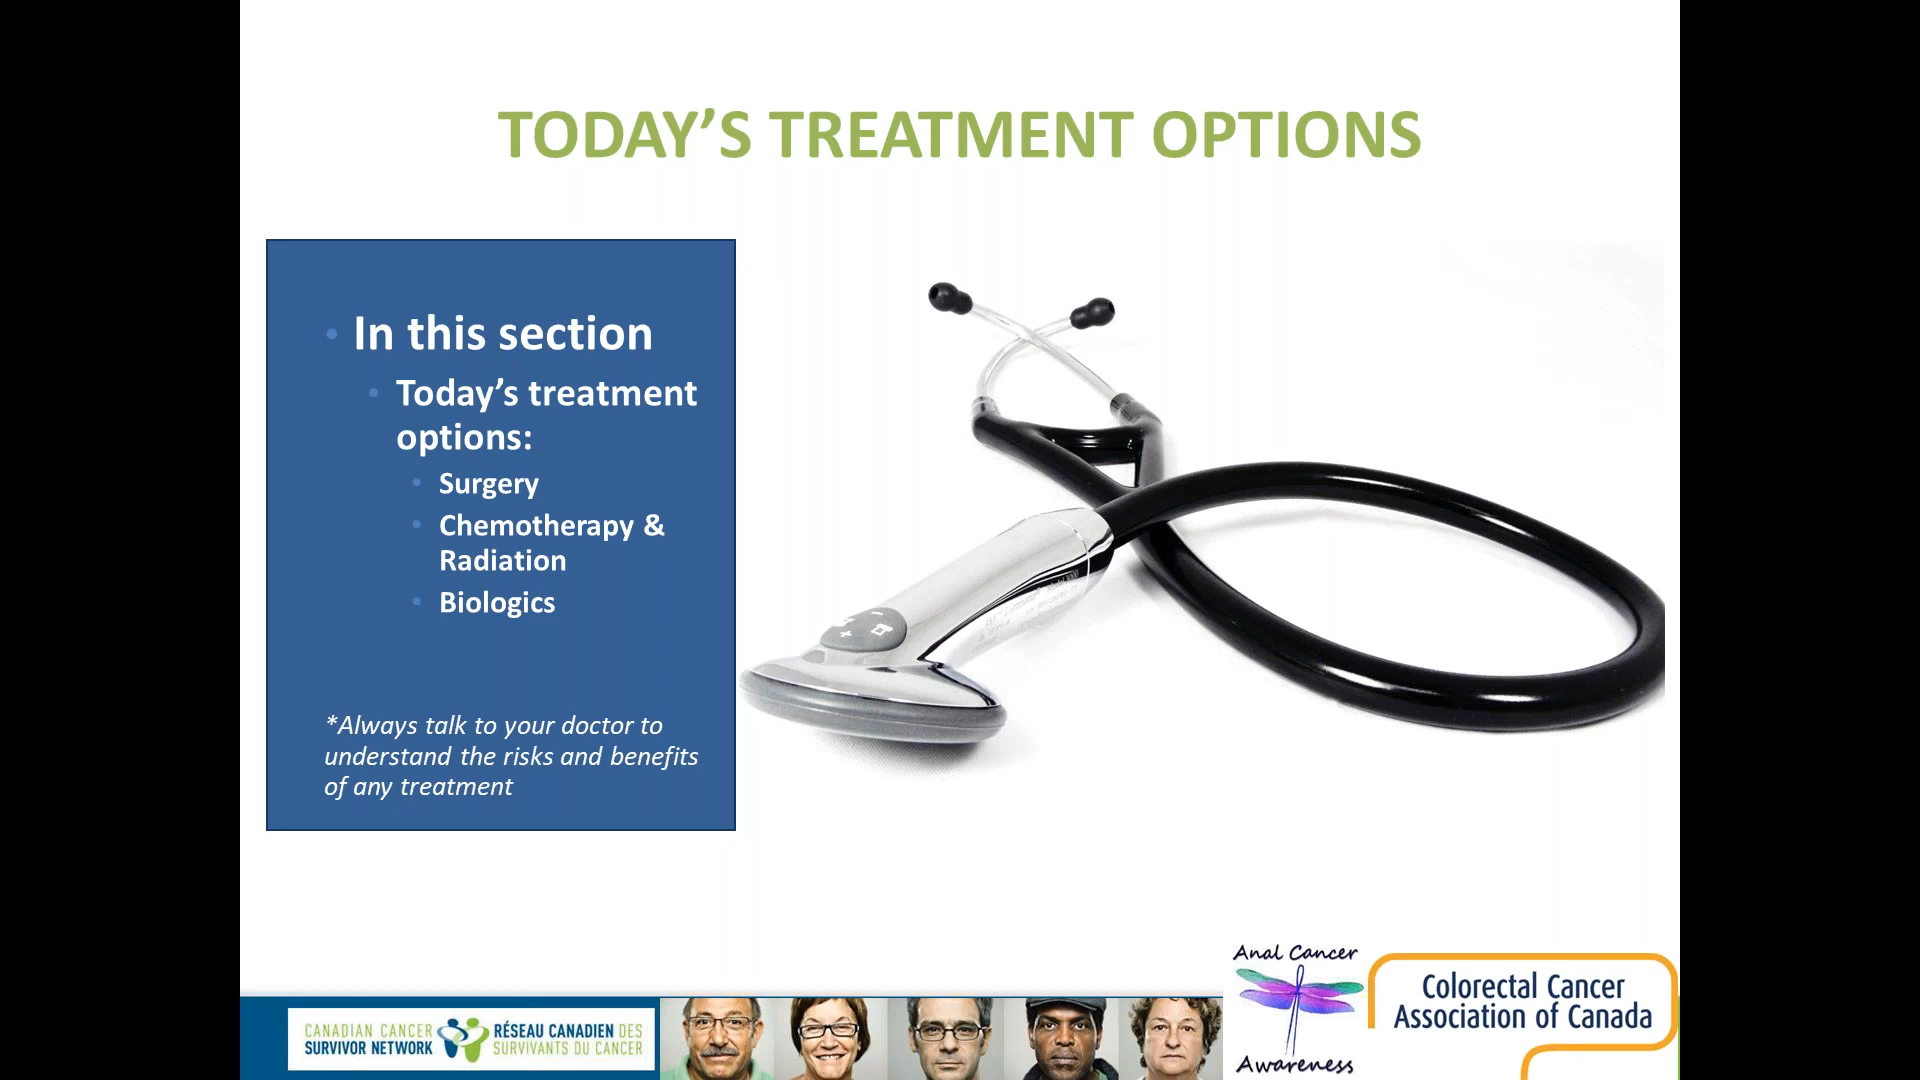 TODAY’S TREATMENT OPTIONS
In this section
Today’s treatment
options:
Surgery
Chemotherapy &
Radiation
Biologics
*Always talk to your doctor to
understand the risks and benefits
of any treatment
CANADIAN CANCER
SURVIVOR NETWORK
RÉSEAU CANADIEN DES
SURVIVANTS DU CANCER
Anal Cancer
Awareness
Colorectal Cancer
Association of Canada